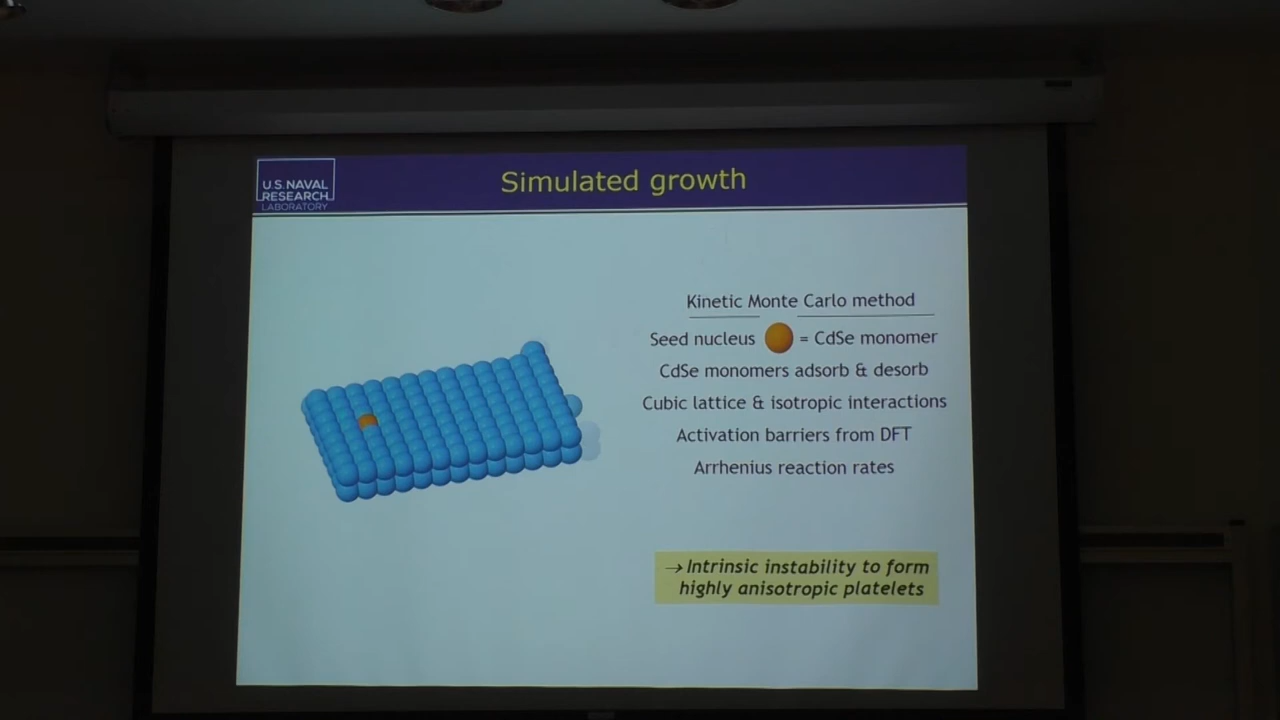 U.S. NAVAL
RESEARCH
LABORATORY
Simulated growth
Kinetic Monte Carlo method
Seed nucleus = CdSe monomer
CdSe monomers adsorb & desorb
Cubic lattice & isotropic interactions
Activation barriers from DFT
Arrhenius reaction rates
→ Intrinsic instability to form
highly anisotropic platelets